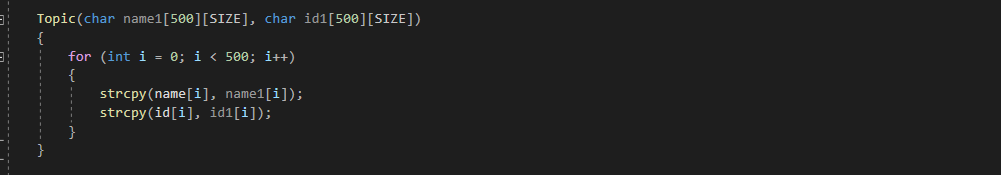 Topic(char name1[500][SIZE], char id1[500][SIZE])
{
for (int i = 0; i < 500; i++)
{
strcpy(name[i], name1[i]);
strcpy(id[i], id1[i]);
}
}